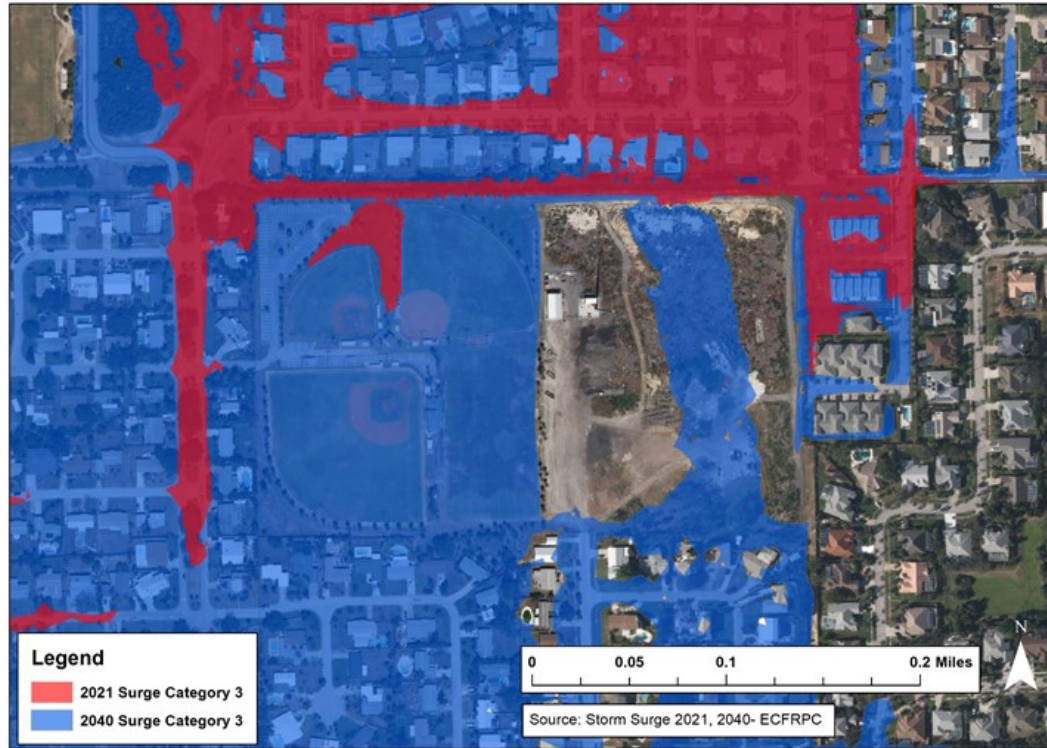 N
Legend
2021 Surge Category 3
2040 Surge Category 3
0 0.05 0.1 0.2 Miles
Source: Storm Surge 2021, 2040- ECFRPC